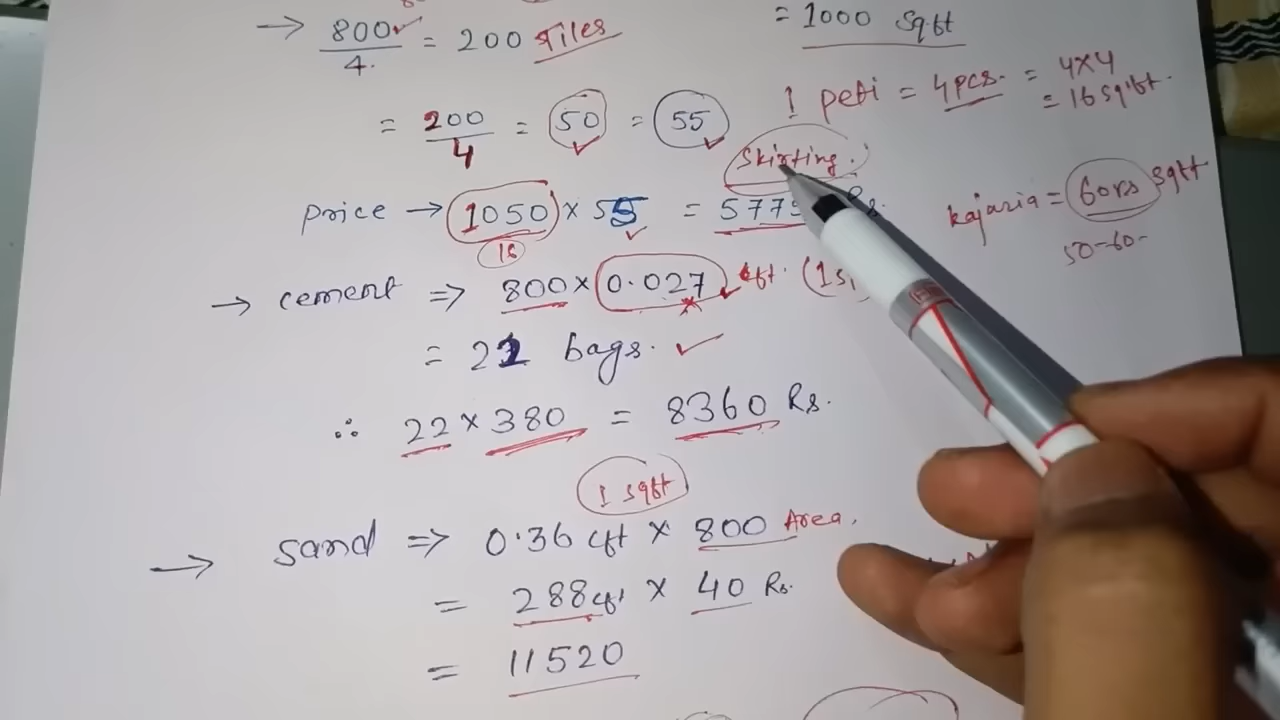 → 800/4. = 200 Tiles
= 1000 Sqft
1 peti = 4pcs. = 4×4
= 16 sqft.
= 200/4 = 50 = 55
Skirting.
price → 1050 × 55 = 5775
kajaria = 60rs sqft
16
50-60-
→ cement ⇒ 800 × 0.027 cft. (1
= 22 bags.
∴ 22 × 380 = 8360 Rs.
1 sqft
→ sand ⇒ 0.36 cft × 800 Area.
= 288cft × 40 Rs.
= 11520